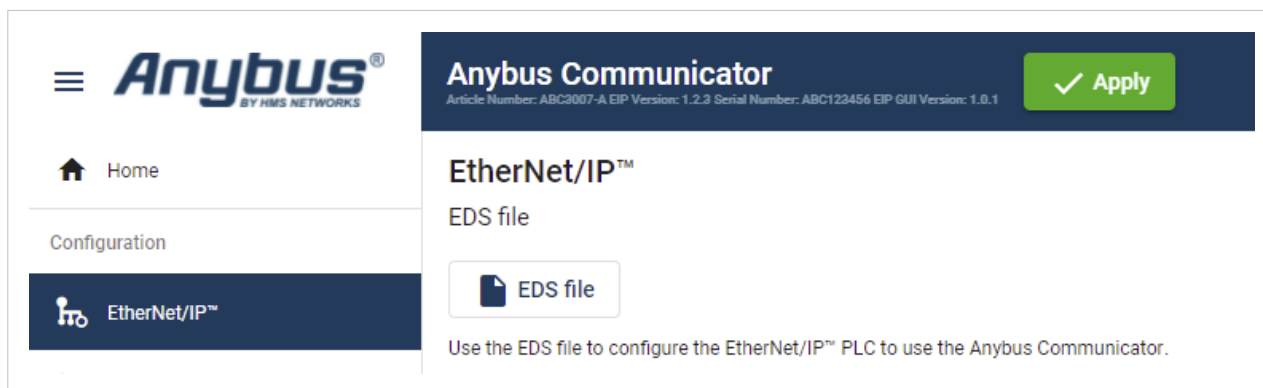 Anybus®
BY HMS NETWORKS
Anybus Communicator
Article Number: ABC3007-A EIP Version: 1.2.3 Serial Number: ABC123456 EIP GUI Version: 1.0.1
Apply
Home
Configuration
EtherNet/IP™
EtherNet/IP™
EDS file
EDS file
Use the EDS file to configure the EtherNet/IP™ PLC to use the Anybus Communicator.